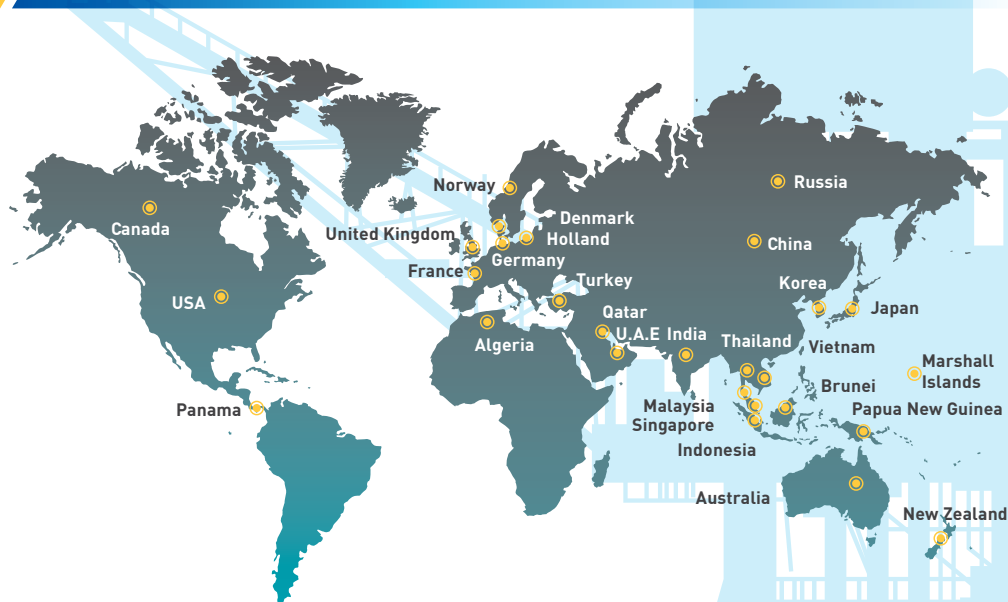 Norway
Russia
Canada
Denmark
United Kingdom
Holland
China
Germany
France
Turkey
Korea
USA
Japan
Qatar
U.A.E
India
Thailand
Algeria
Vietnam
Marshall
Islands
Brunei
Panama
Malaysia
Papua New Guinea
Singapore
Indonesia
Australia
New Zealand